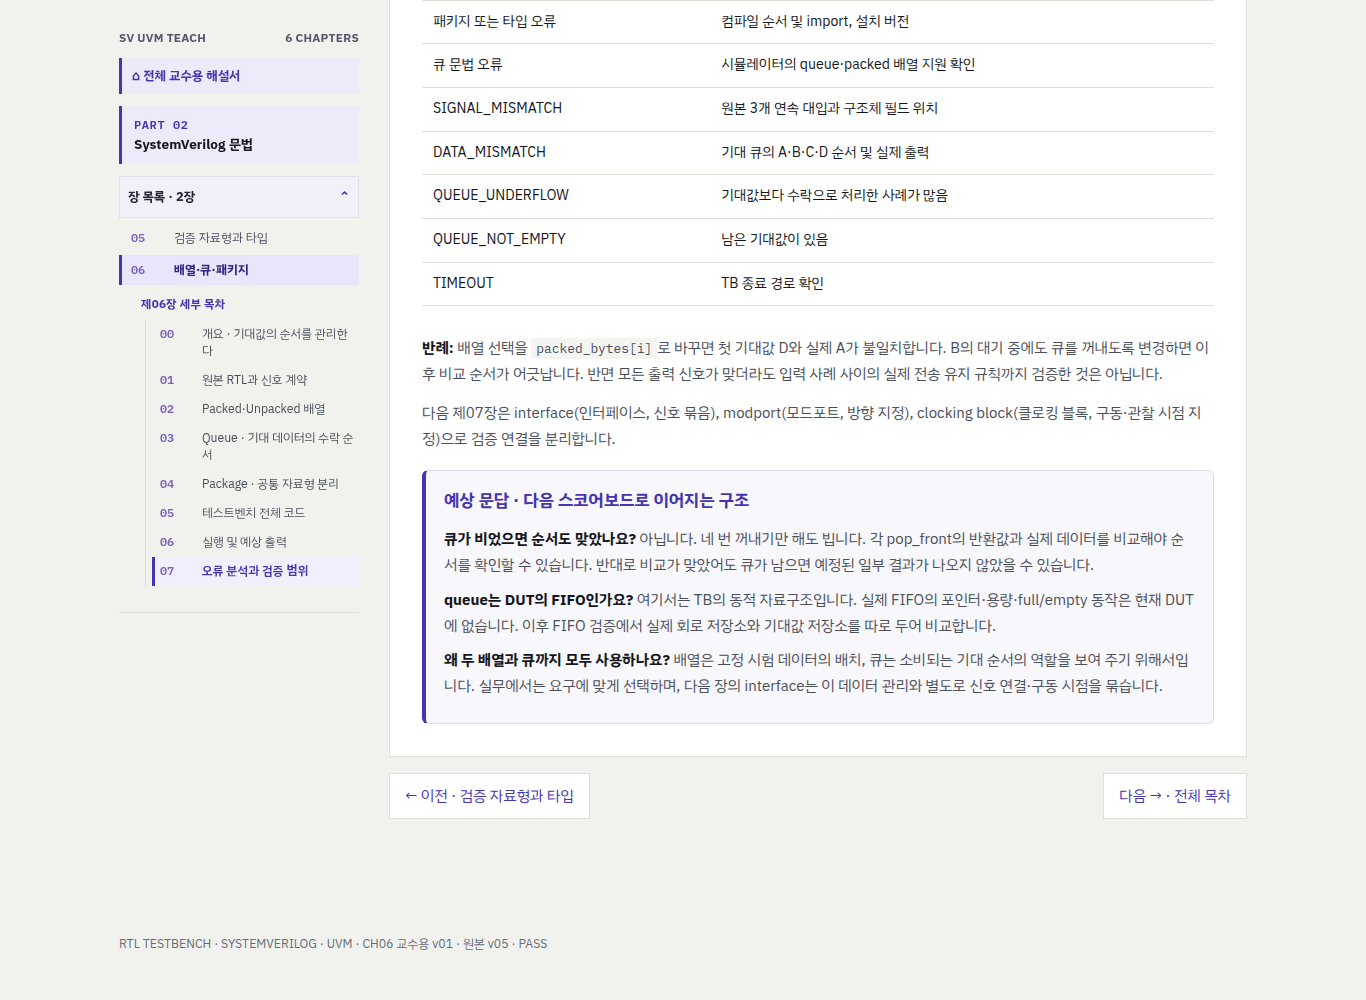 SV UVM TEACH
6 CHAPTERS
⌂ 전체 교수용 해설서
PART 02
SystemVerilog 문법
장 목록 · 2장
05 검증 자료형과 타입
06 배열·큐·패키지
제06장 세부 목차
00 개요 · 기대값의 순서를 관리한
다
01 원본 RTL과 신호 계약
02 Packed·Unpacked 배열
03 Queue · 기대 데이터의 수락 순
서
04 Package · 공통 자료형 분리
05 테스트벤치 전체 코드
06 실행 및 예상 출력
07 오류 분석과 검증 범위
패키지 또는 타입 오류 컴파일 순서 및 import, 설치 버전
큐 문법 오류 시뮬레이터의 queue·packed 배열 지원 확인
SIGNAL_MISMATCH 원본 3개 연속 대입과 구조체 필드 위치
DATA_MISMATCH 기대 큐의 A·B·C·D 순서 및 실제 출력
QUEUE_UNDERFLOW 기대값보다 수락으로 처리한 사례가 많음
QUEUE_NOT_EMPTY 남은 기대값이 있음
TIMEOUT TB 종료 경로 확인
반례: 배열 선택을 packed_bytes[i] 로 바꾸면 첫 기대값 D와 실제 A가 불일치합니다. B의 대기 중에도 큐를 꺼내도록 변경하면 이
후 비교 순서가 어긋납니다. 반면 모든 출력 신호가 맞더라도 입력 사례 사이의 실제 전송 유지 규칙까지 검증한 것은 아닙니다.
다음 제07장은 interface(인터페이스, 신호 묶음), modport(모드포트, 방향 지정), clocking block(클로킹 블록, 구동·관찰 시점 지
정)으로 검증 연결을 분리합니다.
예상 문답 · 다음 스코어보드로 이어지는 구조
큐가 비었으면 순서도 맞았나요? 아닙니다. 네 번 꺼내기만 해도 빕니다. 각 pop_front의 반환값과 실제 데이터를 비교해야 순
서를 확인할 수 있습니다. 반대로 비교가 맞았어도 큐가 남으면 예정된 일부 결과가 나오지 않았을 수 있습니다.
queue는 DUT의 FIFO인가요? 여기서는 TB의 동적 자료구조입니다. 실제 FIFO의 포인터·용량·full/empty 동작은 현재 DUT
에 없습니다. 이후 FIFO 검증에서 실제 회로 저장소와 기대값 저장소를 따로 두어 비교합니다.
왜 두 배열과 큐까지 모두 사용하나요? 배열은 고정 시험 데이터의 배치, 큐는 소비되는 기대 순서의 역할을 보여 주기 위해서입
니다. 실무에서는 요구에 맞게 선택하며, 다음 장의 interface는 이 데이터 관리와 별도로 신호 연결·구동 시점을 묶습니다.
← 이전 · 검증 자료형과 타입
다음 → · 전체 목차
RTL TESTBENCH · SYSTEMVERILOG · UVM · CH06 교수용 v01 · 원본 v05 · PASS